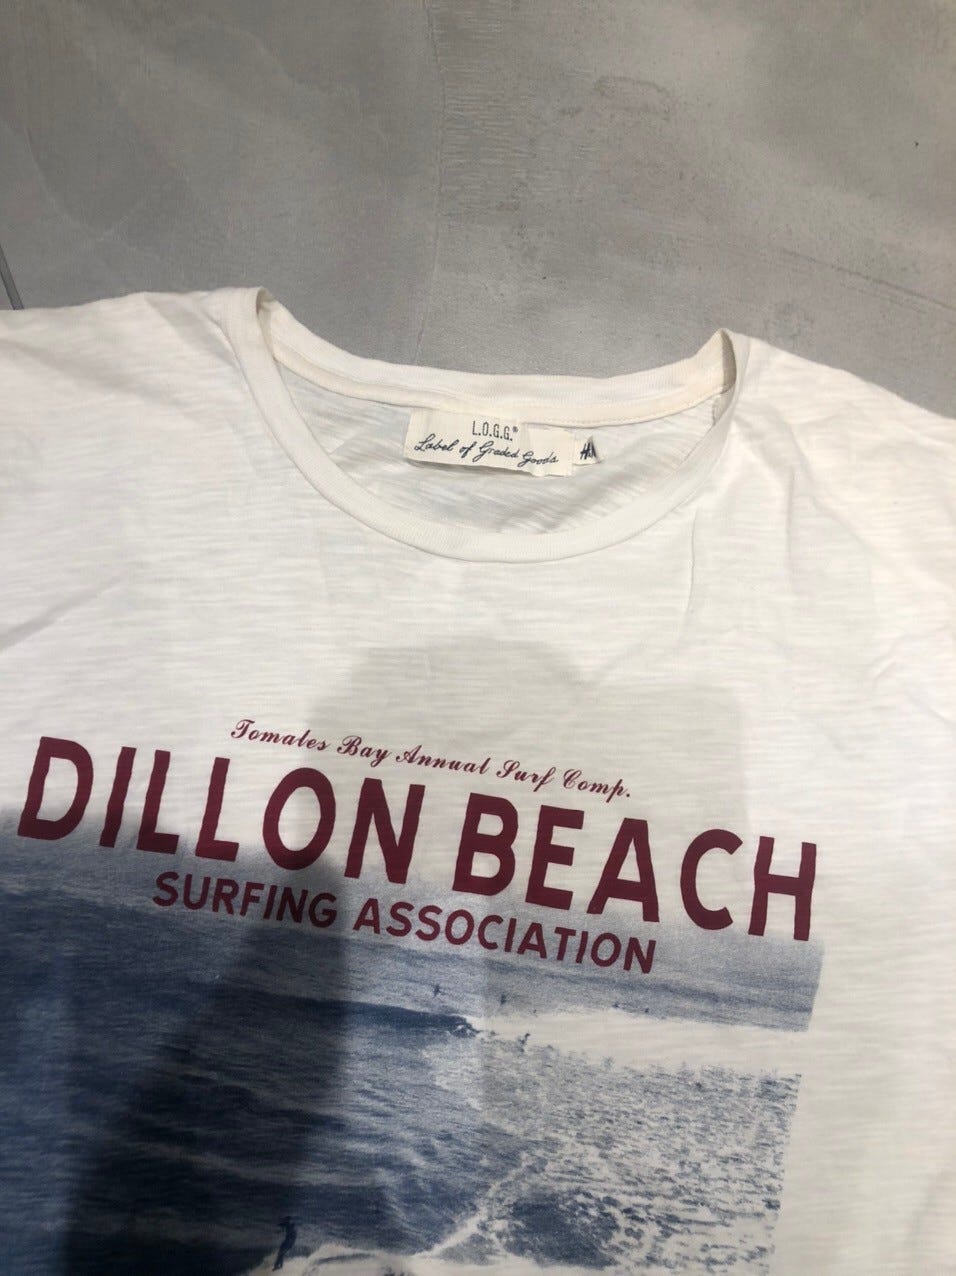 L.O.G.G.®
Label of Graded Goods
H&M
Tomales Bay Annual Surf Comp.
DILLON BEACH
SURFING ASSOCIATION